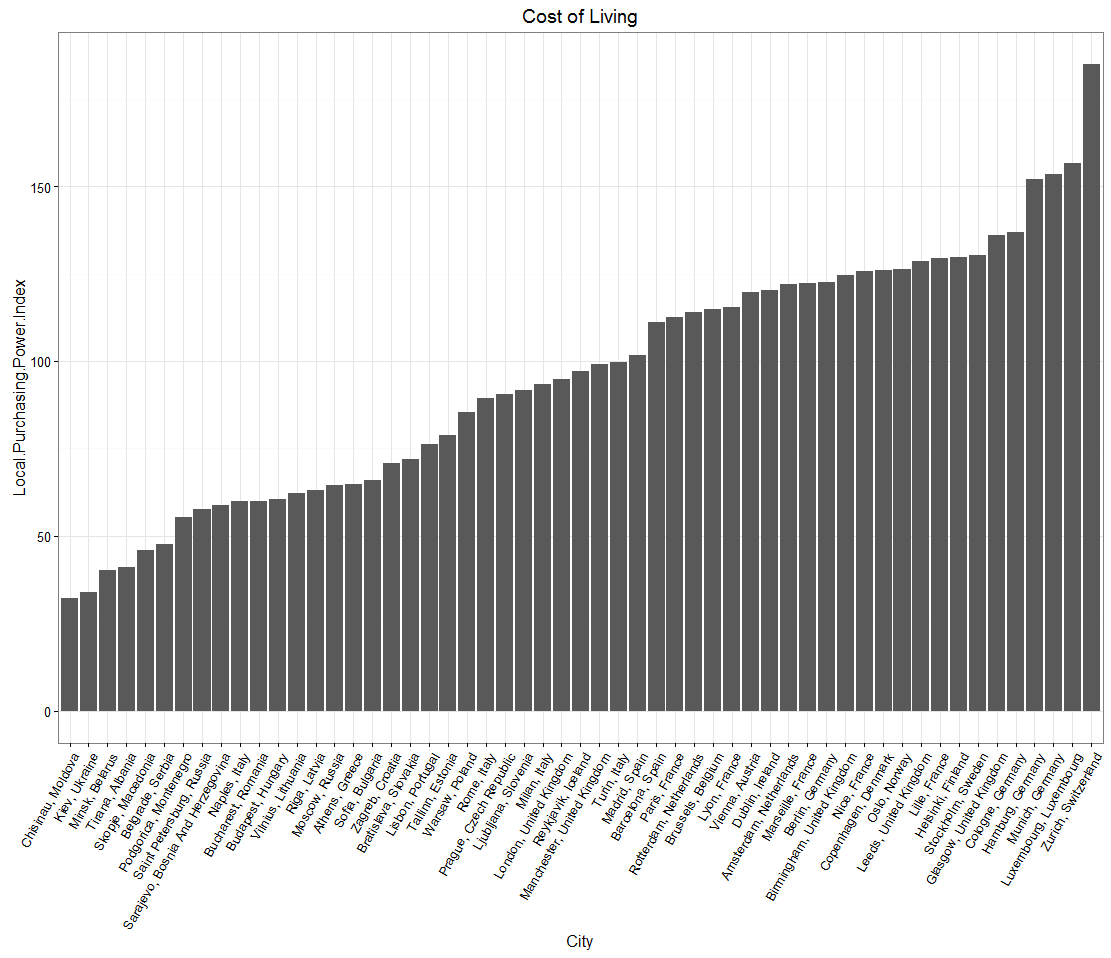 Cost of Living
Local.Purchasing.Power.Index
150
100
50
0
Chisinau, Moldova
Kiev, Ukraine
Minsk, Belarus
Tirana, Albania
Skopje, Macedonia
Belgrade, Serbia
Podgorica, Montenegro
Saint Petersburg, Russia
Sarajevo, Bosnia And Herzegovina
Naples, Italy
Bucharest, Romania
Budapest, Hungary
Vilnius, Lithuania
Riga, Latvia
Moscow, Russia
Athens, Greece
Sofia, Bulgaria
Zagreb, Croatia
Bratislava, Slovakia
Lisbon, Portugal
Tallinn, Estonia
Warsaw, Poland
Rome, Italy
Prague, Czech Republic
Ljubljana, Slovenia
Milan, Italy
London, United Kingdom
Reykjavik, Iceland
Manchester, United Kingdom
Turin, Italy
Madrid, Spain
Barcelona, Spain
Paris, France
Rotterdam, Netherlands
Brussels, Belgium
Lyon, France
Vienna, Austria
Dublin, Ireland
Amsterdam, Netherlands
Marseille, France
Berlin, Germany
Birmingham, United Kingdom
Nice, France
Copenhagen, Denmark
Oslo, Norway
Leeds, United Kingdom
Lille, France
Helsinki, Finland
Stockholm, Sweden
Glasgow, United Kingdom
Cologne, Germany
Hamburg, Germany
Munich, Germany
Luxembourg, Luxembourg
Zurich, Switzerland
City